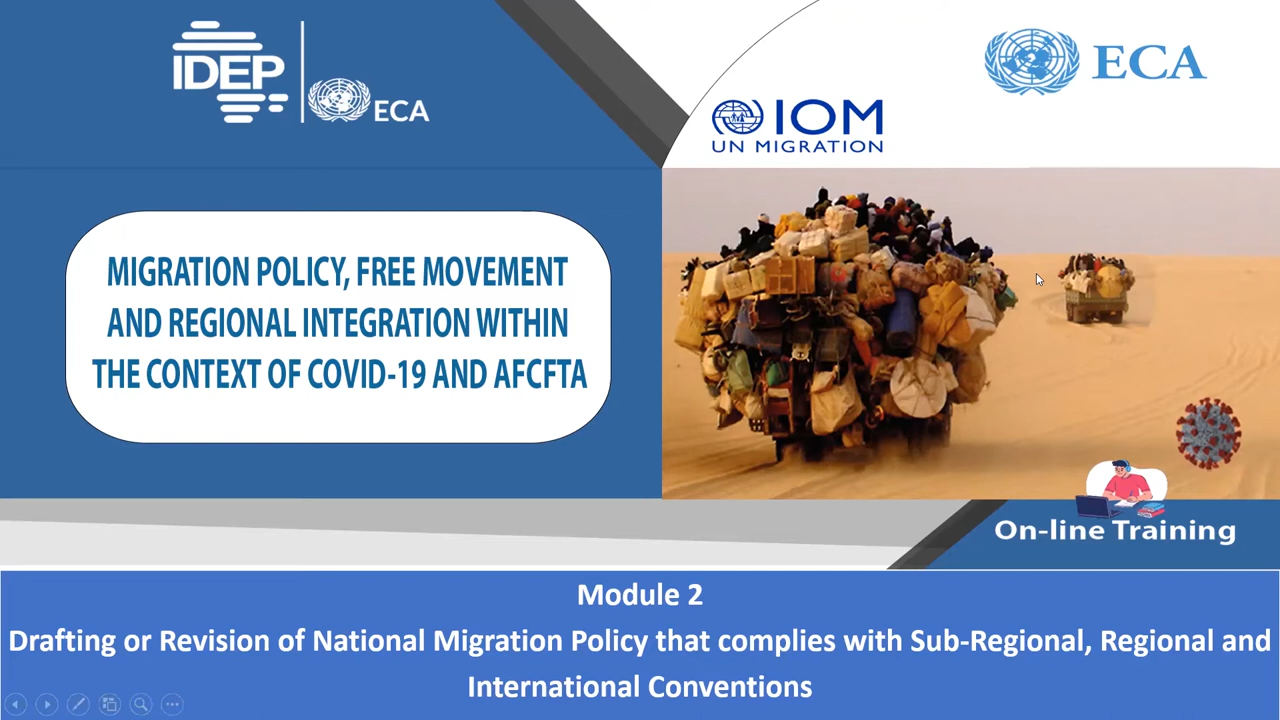 IDEP
ECA
IOM
UN MIGRATION
ECA
MIGRATION POLICY, FREE MOVEMENT
AND REGIONAL INTEGRATION WITHIN
THE CONTEXT OF COVID-19 AND AFCFTA
On-line Training
Module 2
Drafting or Revision of National Migration Policy that complies with Sub-Regional, Regional and
International Conventions